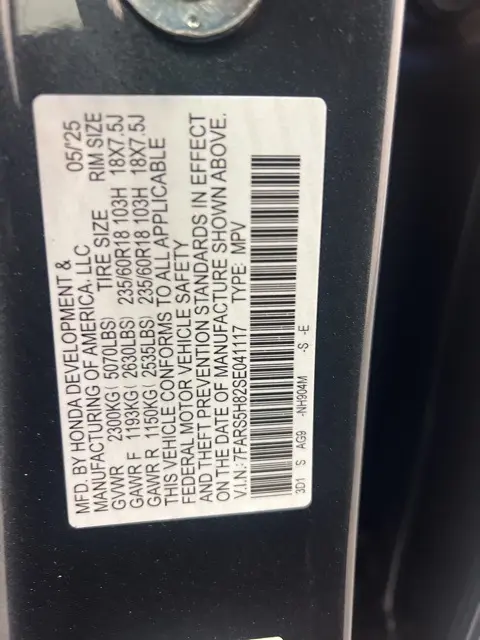 MFD. BY HONDA DEVELOPMENT &
MANUFACTURING OF AMERICA, LLC 05/25
GVWR 2300KG( 5070LBS) TIRE SIZE RIM SIZE
GAWR F 1193KG( 2630LBS) 235/60R18 103H 18X7.5J
GAWR R 1150KG( 2535LBS) 235/60R18 103H 18X7.5J
THIS VEHICLE CONFORMS TO ALL APPLICABLE
FEDERAL MOTOR VEHICLE SAFETY
AND THEFT PREVENTION STANDARDS IN EFFECT
ON THE DATE OF MANUFACTURE SHOWN ABOVE.
V.I.N.:7FARS5H82SE041117 TYPE: MPV
3D1 S AG9 -NH904M -S -E